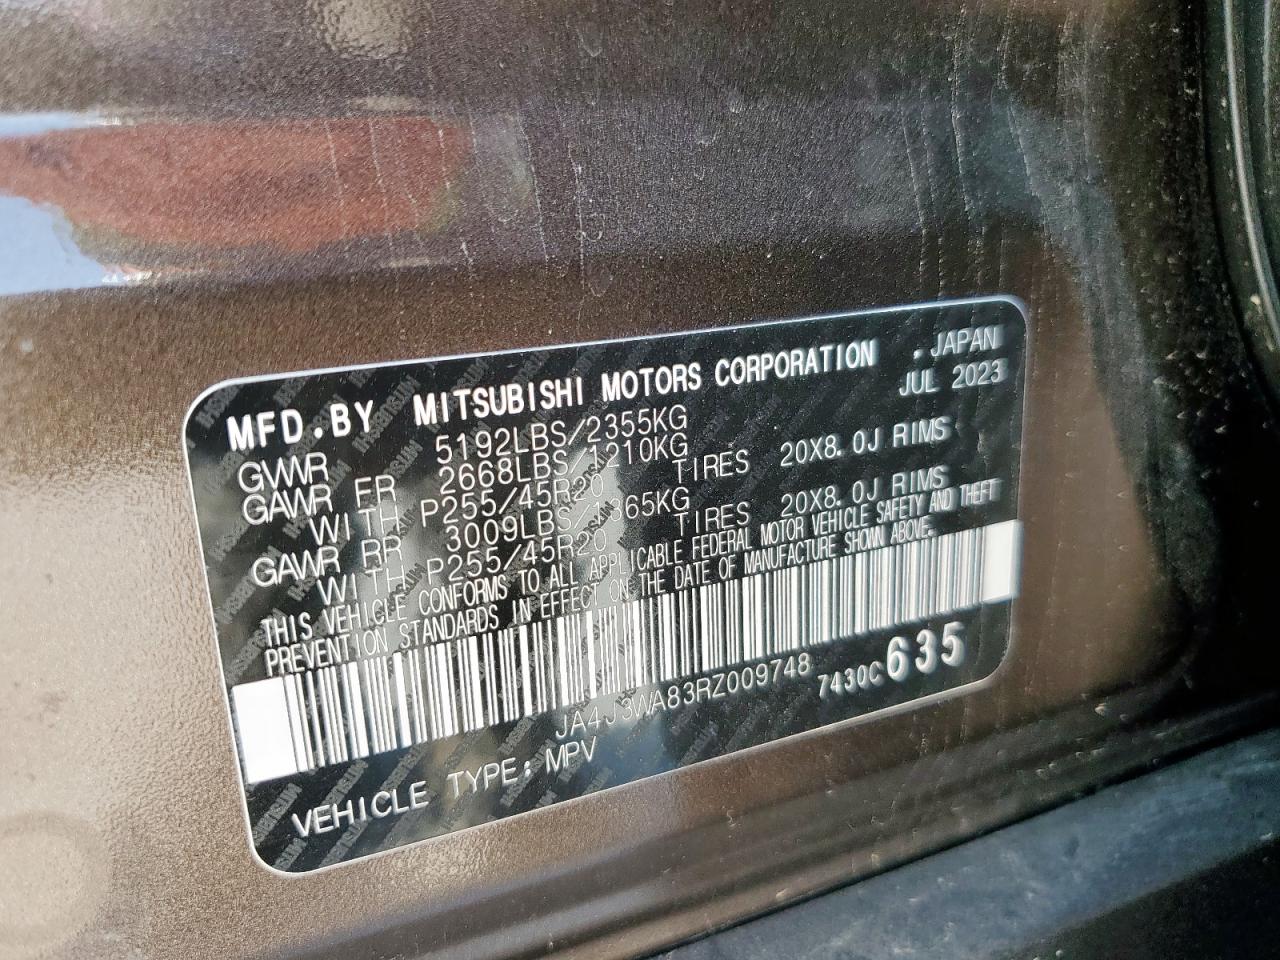 MFD.BY MITSUBISHI MOTORS CORPORATION .JAPAN
GVWR 5192LBS/2355KG JUL 2023
GAWR FR 2668LBS/1210KG
WITH P255/45R20 TIRES 20X8.0J RIMS
GAWR RR 3009LBS/1365KG
WITH P255/45R20 TIRES 20X8.0J RIMS
THIS VEHICLE CONFORMS TO ALL APPLICABLE FEDERAL MOTOR VEHICLE SAFETY AND THEFT
PREVENTION STANDARDS IN EFFECT ON THE DATE OF MANUFACTURE SHOWN ABOVE.
JA4J3WA83RZ009748 7430C635
VEHICLE TYPE: MPV